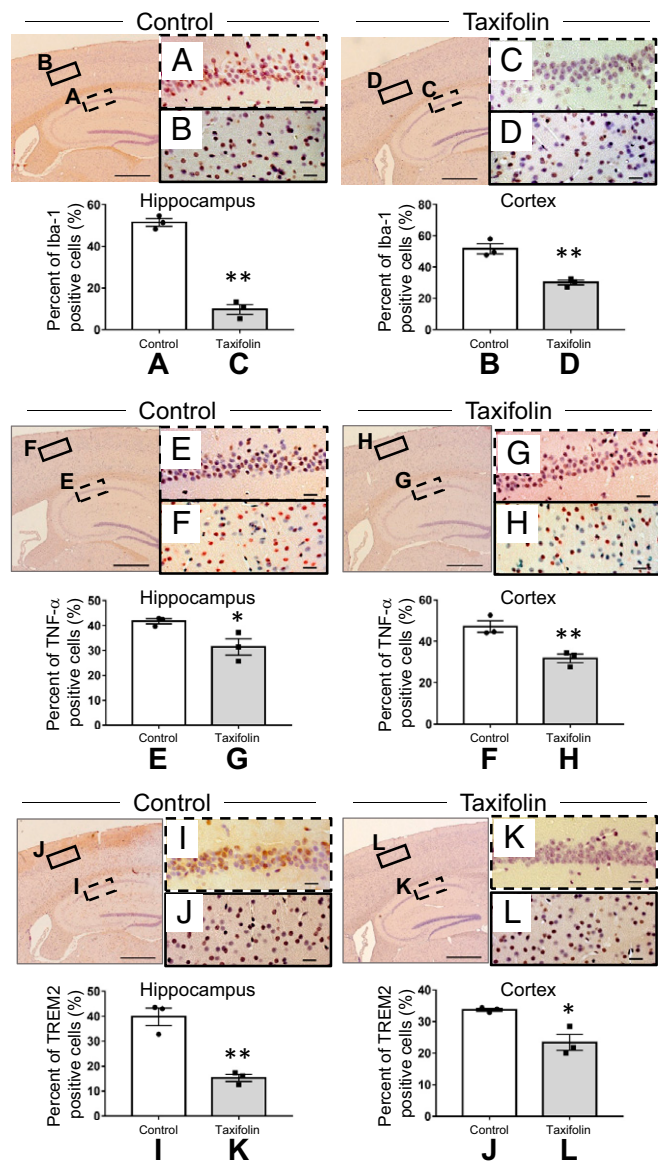 Control
Taxifolin
B
A
A
B
D
C
C
D
Hippocampus
Percent of Iba-1
positive cells (%)
60
40
20
0
**
Control
Taxifolin
A
C
Cortex
Percent of Iba-1
positive cells (%)
80
60
40
20
0
**
Control
Taxifolin
B
D
Control
Taxifolin
F
E
E
F
H
G
G
H
Hippocampus
Percent of TNF-α
positive cells (%)
50
40
30
20
10
0
*
Control
Taxifolin
E
G
Cortex
Percent of TNF-α
positive cells (%)
60
40
20
0
**
Control
Taxifolin
F
H
Control
Taxifolin
J
I
I
J
L
K
K
L
Hippocampus
Percent of TREM2
positive cells (%)
50
40
30
20
10
0
**
Control
Taxifolin
I
K
Cortex
Percent of TREM2
positive cells (%)
40
30
20
10
0
*
Control
Taxifolin
J
L